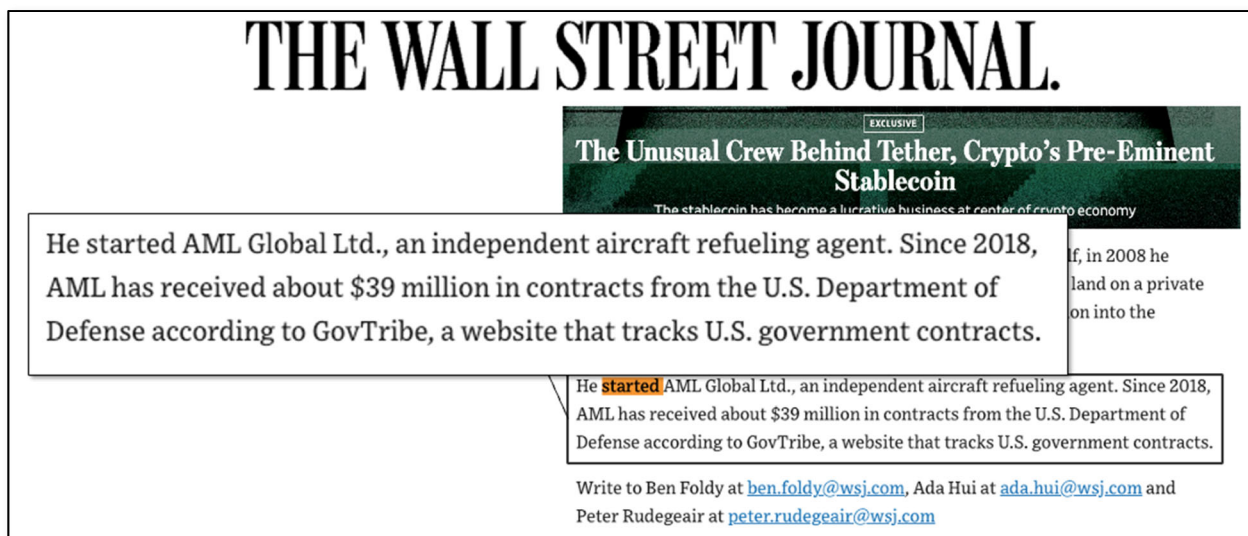 THE WALL STREET JOURNAL.
EXCLUSIVE
The Unusual Crew Behind Tether, Crypto's Pre-Eminent
Stablecoin
The stablecoin has become a lucrative business at center of crypto economy
He started AML Global Ltd., an independent aircraft refueling agent. Since 2018,
AML has received about $39 million in contracts from the U.S. Department of
Defense according to GovTribe, a website that tracks U.S. government contracts.
lf, in 2008 he
land on a private
on into the
He started AML Global Ltd., an independent aircraft refueling agent. Since 2018,
AML has received about $39 million in contracts from the U.S. Department of
Defense according to GovTribe, a website that tracks U.S. government contracts.
Write to Ben Foldy at ben.foldy@wsj.com, Ada Hui at ada.hui@wsj.com and
Peter Rudegeair at peter.rudegeair@wsj.com